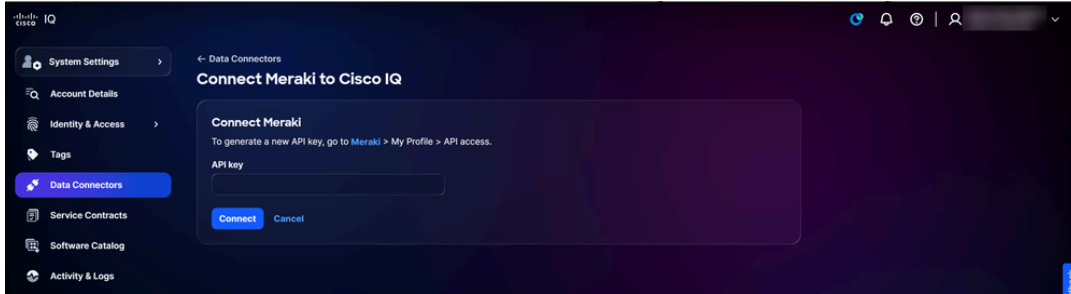 cisco IQ
System Settings
Account Details
Identity & Access
Tags
Data Connectors
Service Contracts
Software Catalog
Activity & Logs
← Data Connectors
Connect Meraki to Cisco IQ
Connect Meraki
To generate a new API key, go to Meraki > My Profile > API access.
API key
Connect Cancel